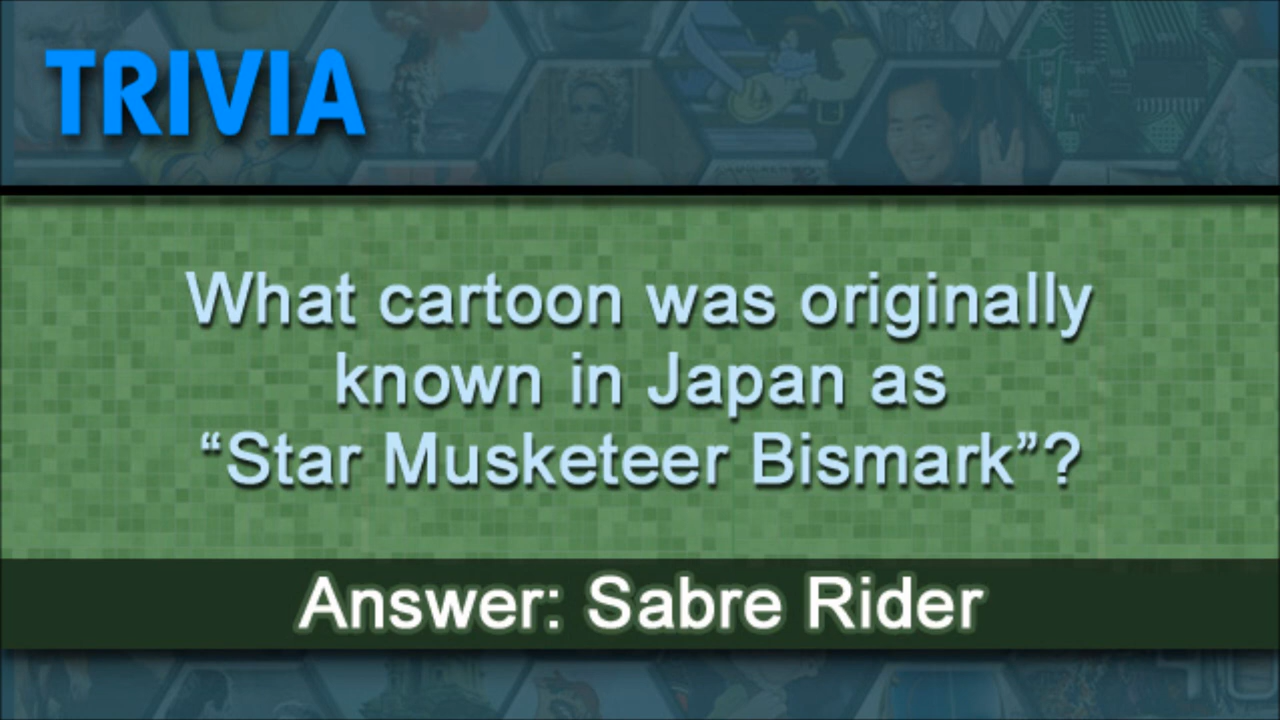 TRIVIA
What cartoon was originally
known in Japan as
“Star Musketeer Bismark”?
Answer: Sabre Rider